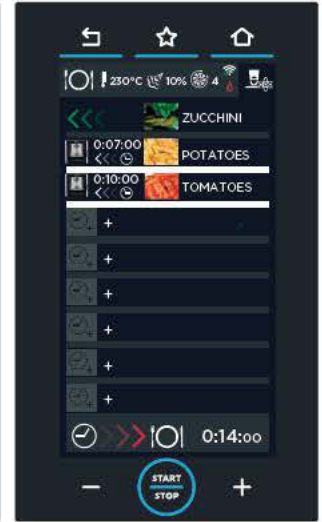 230°C 10% 4
ZUCCHINI
0:07:00 POTATOES
0:10:00 TOMATOES
+
+
+
+
+
+
0:14:00
− START STOP +